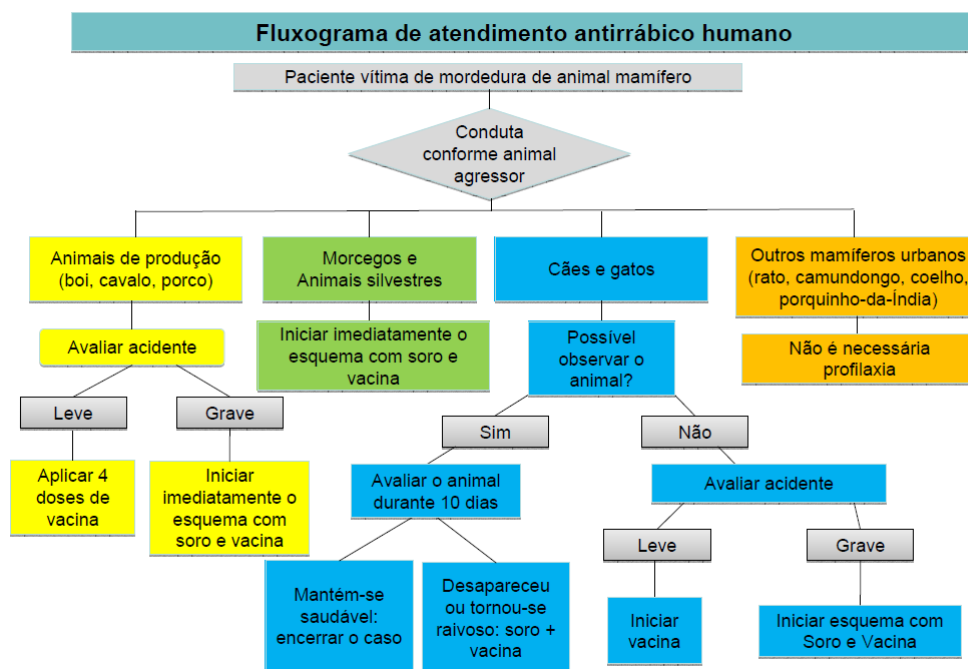 Fluxograma de atendimento antirrábico humano
Paciente vítima de mordedura de animal mamífero
Conduta
conforme animal
agressor
Animais de produção
(boi, cavalo, porco)
Morcegos e
Animais silvestres
Cães e gatos
Outros mamíferos urbanos
(rato, camundongo, coelho,
porquinho-da-Índia)
Avaliar acidente
Iniciar imediatamente o
esquema com soro e
vacina
Possível
observar o
animal?
Não é necessária
profilaxia
Leve
Grave
Sim
Não
Aplicar 4
doses de
vacina
Iniciar
imediatamente o
esquema com
soro e vacina
Avaliar o animal
durante 10 dias
Avaliar acidente
Leve
Grave
Mantém-se
saudável:
encerrar o caso
Desapareceu
ou tornou-se
raivoso: soro +
vacina
Iniciar
vacina
Iniciar esquema com
Soro e Vacina